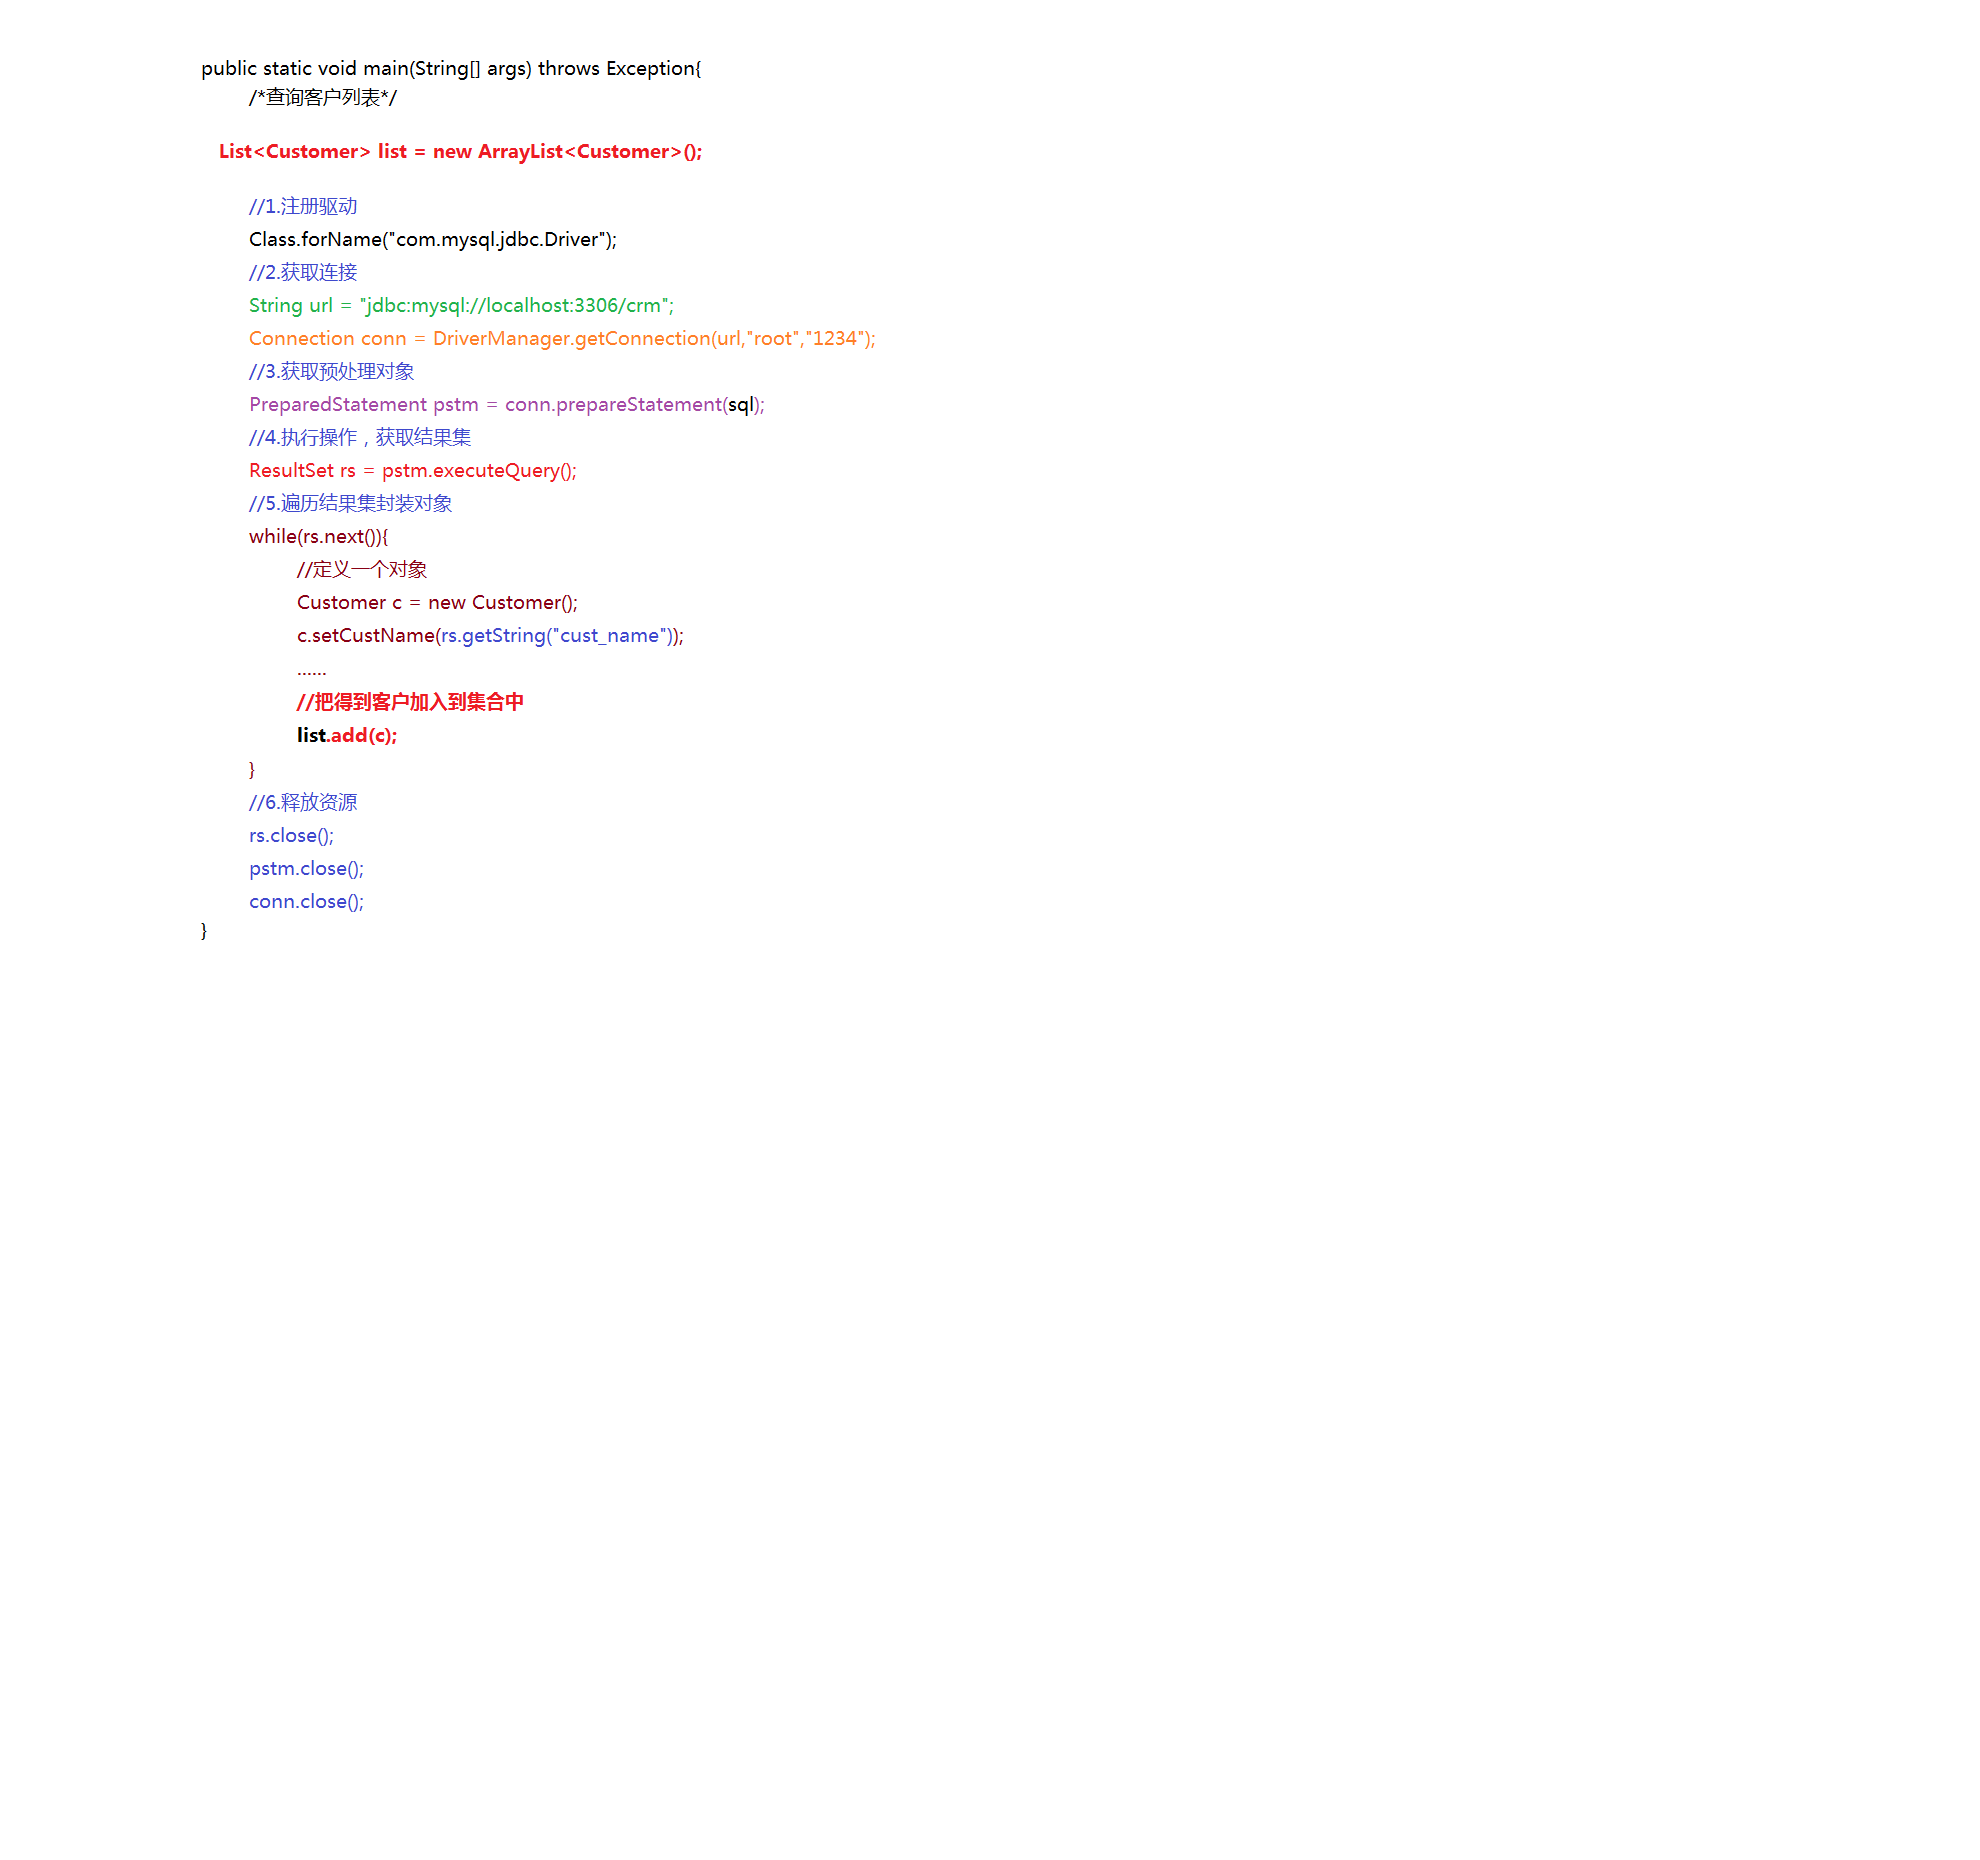 public static void main(String[] args) throws Exception{
/*查询客户列表*/
List<Customer> list = new ArrayList<Customer>();
//1.注册驱动
Class.forName("com.mysql.jdbc.Driver");
//2.获取连接
String url = "jdbc:mysql://localhost:3306/crm";
Connection conn = DriverManager.getConnection(url,"root","1234");
//3.获取预处理对象
PreparedStatement pstm = conn.prepareStatement(sql);
//4.执行操作，获取结果集
ResultSet rs = pstm.executeQuery();
//5.遍历结果集封装对象
while(rs.next()){
//定义一个对象
Customer c = new Customer();
c.setCustName(rs.getString("cust_name"));
......
//把得到客户加入到集合中
list.add(c);
}
//6.释放资源
rs.close();
pstm.close();
conn.close();
}